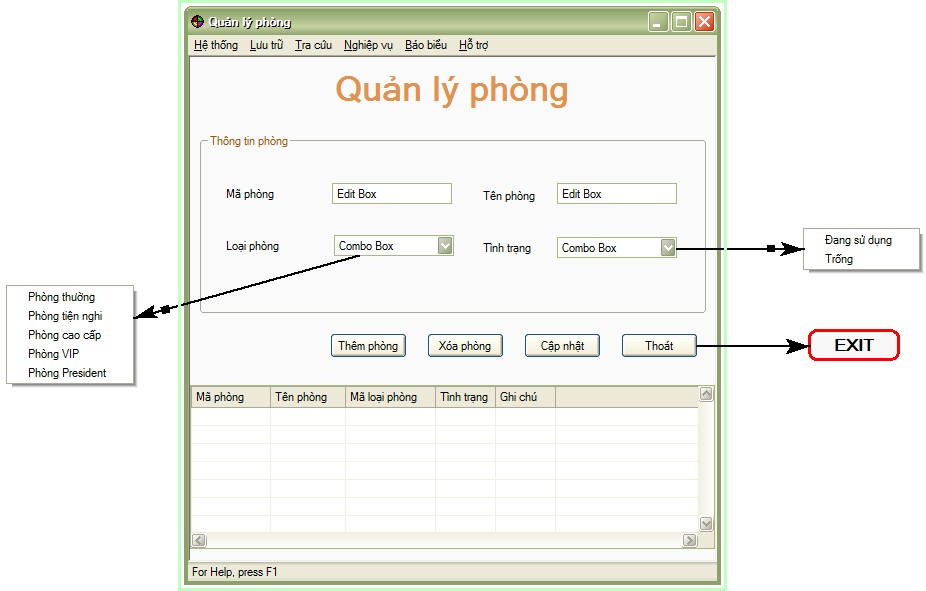 Quản lý phòng
Hệ thống Lưu trữ Tra cứu Nghiệp vụ Báo biểu Hỗ trợ
Quản lý phòng
Thông tin phòng
Mã phòng Edit Box Tên phòng Edit Box
Loại phòng Combo Box Tình trạng Combo Box
Đang sử dụng
Trống
Phòng thường
Phòng tiện nghi
Phòng cao cấp
Phòng VIP
Phòng President
Thêm phòng Xóa phòng Cập nhật Thoát
EXIT
Mã phòng Tên phòng Mã loại phòng Tình trạng Ghi chú
For Help, press F1